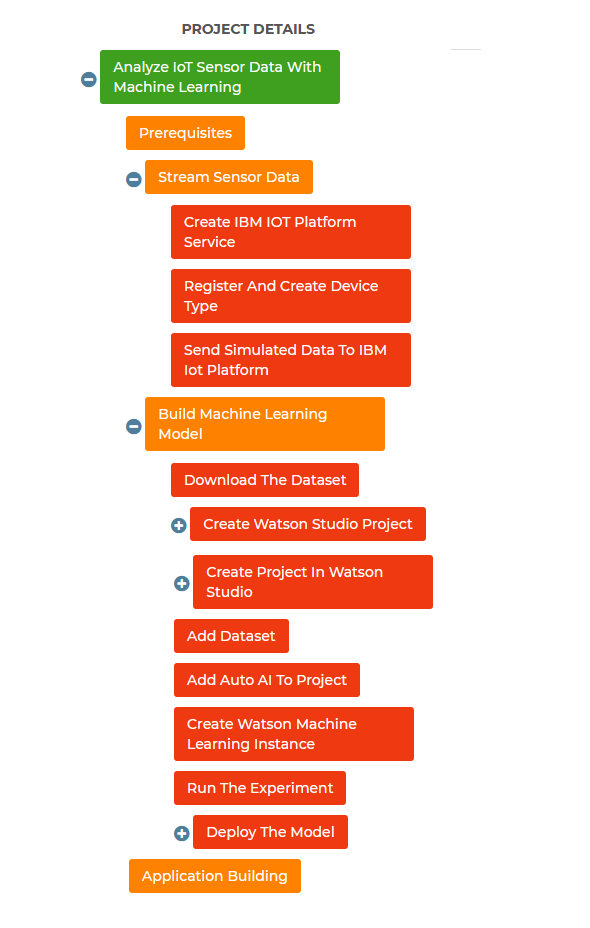 PROJECT DETAILS
Analyze IoT Sensor Data With
Machine Learning
Prerequisites
Stream Sensor Data
Create IBM IOT Platform
Service
Register And Create Device
Type
Send Simulated Data To IBM
Iot Platform
Build Machine Learning
Model
Download The Dataset
Create Watson Studio Project
Create Project In Watson
Studio
Add Dataset
Add Auto AI To Project
Create Watson Machine
Learning Instance
Run The Experiment
Deploy The Model
Application Building